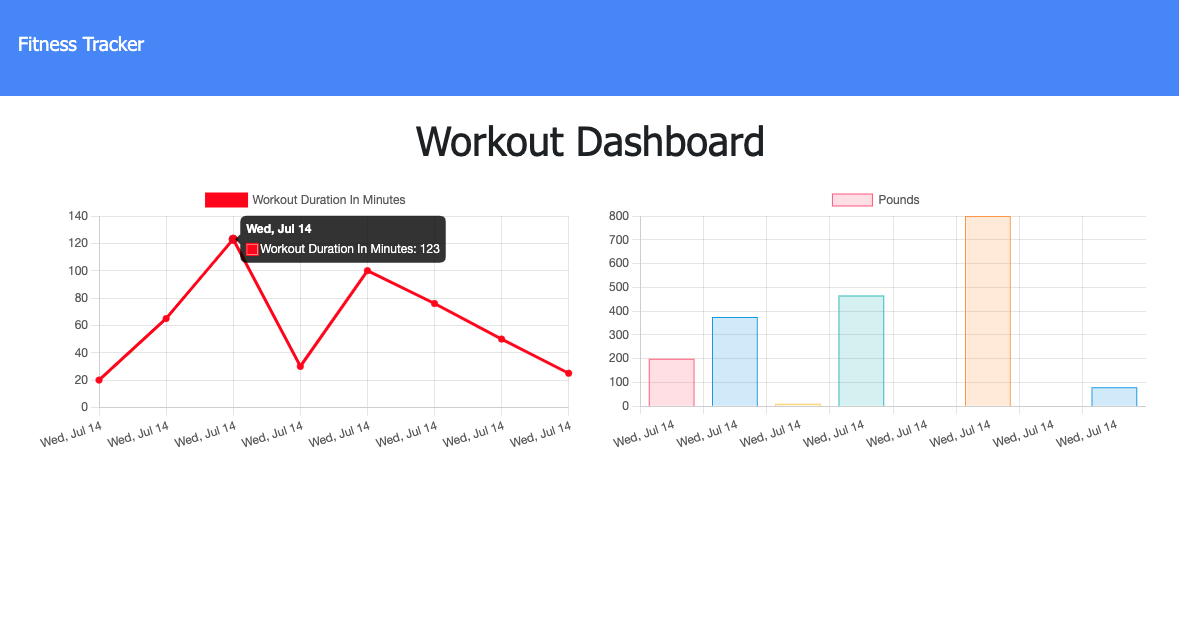 Fitness Tracker
Workout Dashboard
Workout Duration In Minutes
140
120
100
80
60
40
20
0
Wed, Jul 14
Workout Duration In Minutes: 123
Wed, Jul 14
Wed, Jul 14
Wed, Jul 14
Wed, Jul 14
Wed, Jul 14
Wed, Jul 14
Wed, Jul 14
Wed, Jul 14
Pounds
800
700
600
500
400
300
200
100
0
Wed, Jul 14
Wed, Jul 14
Wed, Jul 14
Wed, Jul 14
Wed, Jul 14
Wed, Jul 14
Wed, Jul 14
Wed, Jul 14